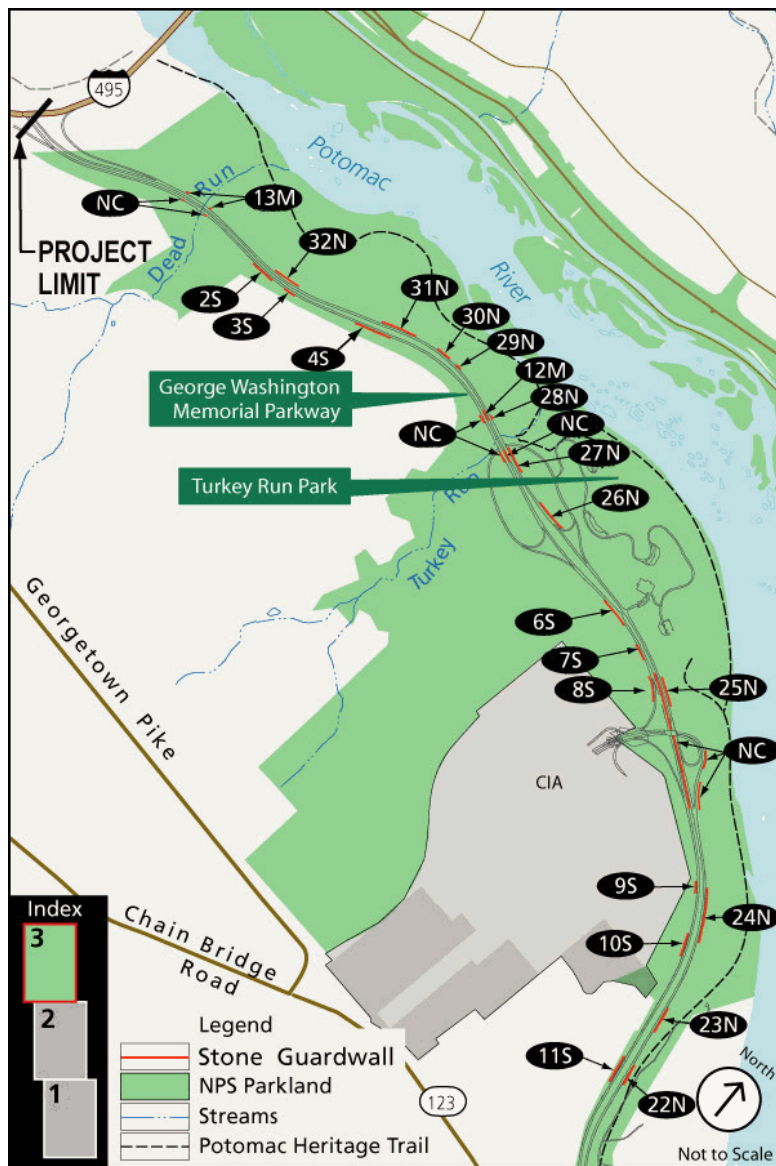 495
Potomac
River
Dead
Run
NC
13M
PROJECT
LIMIT
32N
2S
3S
31N
30N
4S
29N
12M
George Washington
Memorial Parkway
28N
NC
NC
27N
Turkey Run Park
26N
Turkey
Run
6S
Georgetown Pike
7S
8S
25N
NC
CIA
9S
24N
10S
Chain Bridge
Road
23N
11S
22N
123
Index
3
2
1
Legend
Stone Guardwall
NPS Parkland
Streams
Potomac Heritage Trail
North
Not to Scale